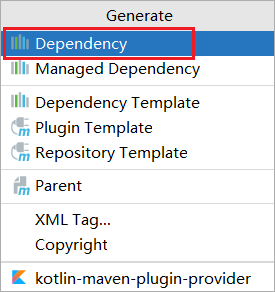 Generate
Dependency
Managed Dependency
Dependency Template
Plugin Template
Repository Template
Parent
XML Tag...
Copyright
kotlin-maven-plugin-provider